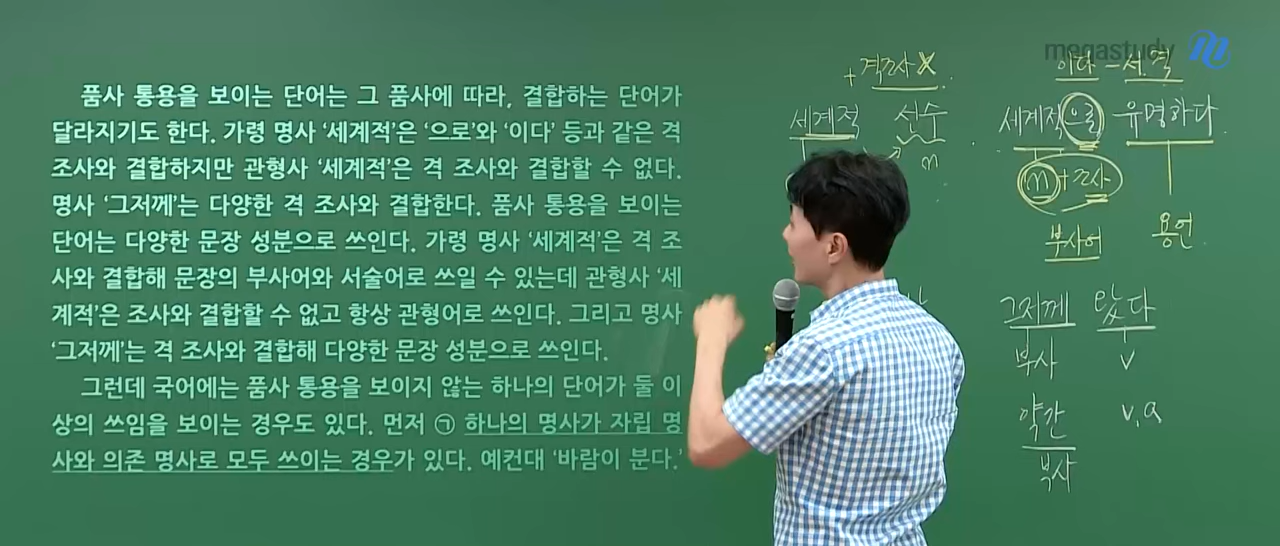 품사 통용을 보이는 단어는 그 품사에 따라, 결합하는 단어가
달라지기도 한다. 가령 명사 ‘세계적’은 ‘으로’와 ‘이다’ 등과 같은 격
조사와 결합하지만 관형사 ‘세계적’은 격 조사와 결합할 수 없다.
명사 ‘그저께’는 다양한 격 조사와 결합한다. 품사 통용을 보이는
단어는 다양한 문장 성분으로 쓰인다. 가령 명사 ‘세계적’은 격 조
사와 결합해 문장의 부사어와 서술어로 쓰일 수 있는데 관형사 ‘세
계적’은 조사와 결합할 수 없고 항상 관형어로 쓰인다. 그리고 명사
‘그저께’는 격 조사와 결합해 다양한 문장 성분으로 쓰인다.
그런데 국어에는 품사 통용을 보이지 않는 하나의 단어가 둘 이
상의 쓰임을 보이는 경우도 있다. 먼저 ㉠ 하나의 명사가 자립 명
사와 의존 명사로 모두 쓰이는 경우가 있다. 예컨대 ‘바람이 분다.’
megastudy
+격조사 X
세계적 선수
n
이다 - 서.격
세계적으로 유명하다
n+조사
부사어 용언
그저께 왔다
부사 v
약간 v, a
부사